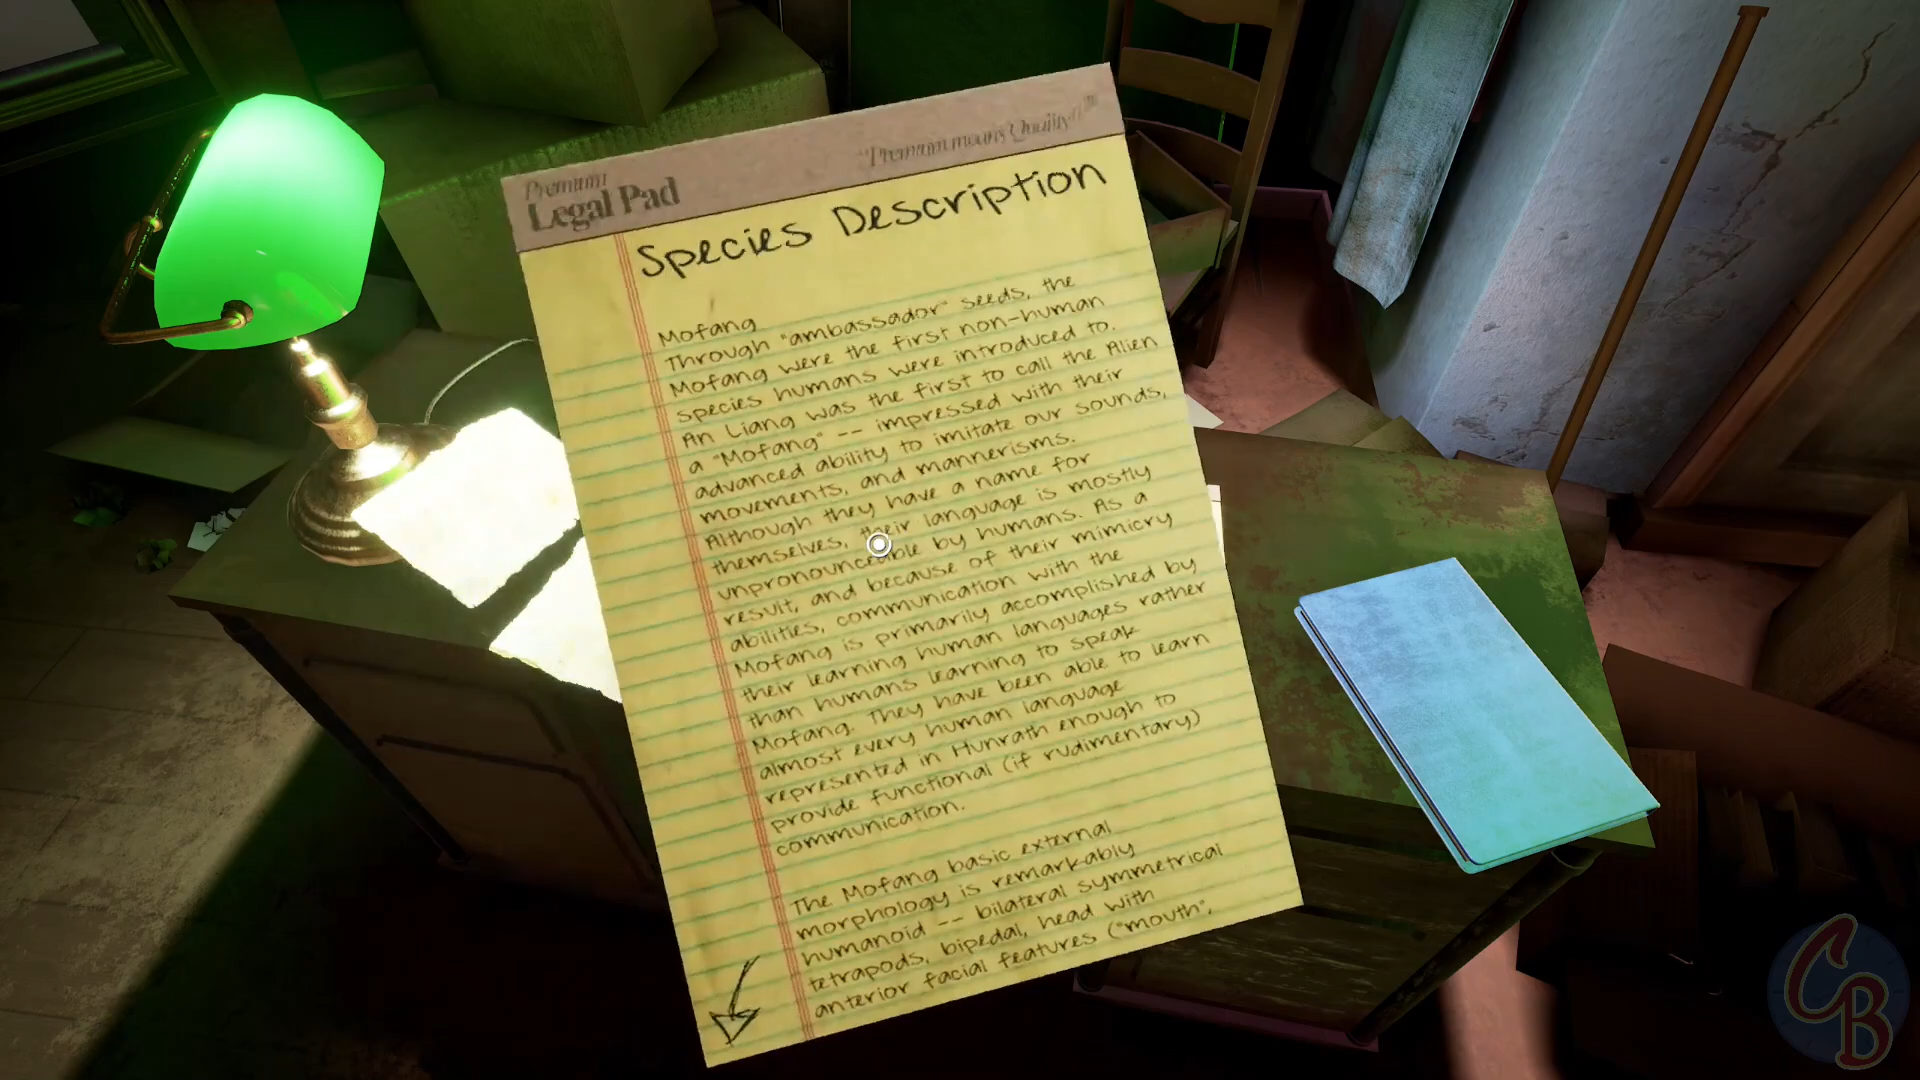 Premium
Legal Pad
"Premium means Quality!"™
Species Description
Mofang
Through "ambassador" seeds, the
Mofang were the first non-human
species humans were introduced to.
An Liang was the first to call the Alien
a "Mofang" -- impressed with their
advanced ability to imitate our sounds,
movements, and mannerisms.
Although they have a name for
themselves, their language is mostly
unpronounceable by humans. As a
result, and because of their mimicry
abilities, communication with the
Mofang is primarily accomplished by
their learning human languages rather
than humans learning to speak
Mofang. They have been able to learn
almost every human language
represented in Hunrath enough to
provide functional (if rudimentary)
communication.
The Mofang basic external
morphology is remarkably
humanoid -- bilateral symmetrical
tetrapods, bipedal, head with
anterior facial features ("mouth",
CB